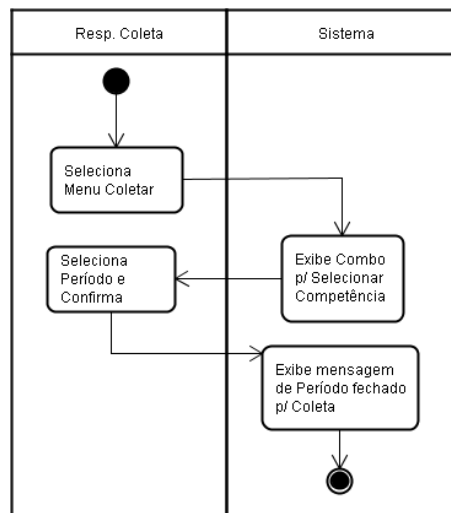 Resp. Coleta
Sistema
Seleciona
Menu Coletar
Exibe Combo
p/ Selecionar
Competência
Seleciona
Período e
Confirma
Exibe mensagem
de Período fechado
p/ Coleta